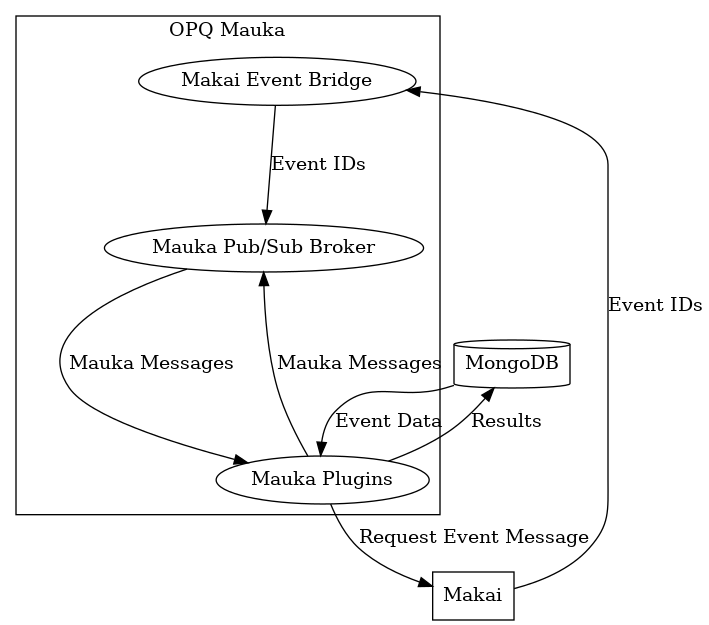 OPQ Mauka
Makai Event Bridge
Event IDs
Mauka Pub/Sub Broker
Event IDs
Mauka Messages
Mauka Messages
MongoDB
Event Data
Results
Mauka Plugins
Request Event Message
Makai